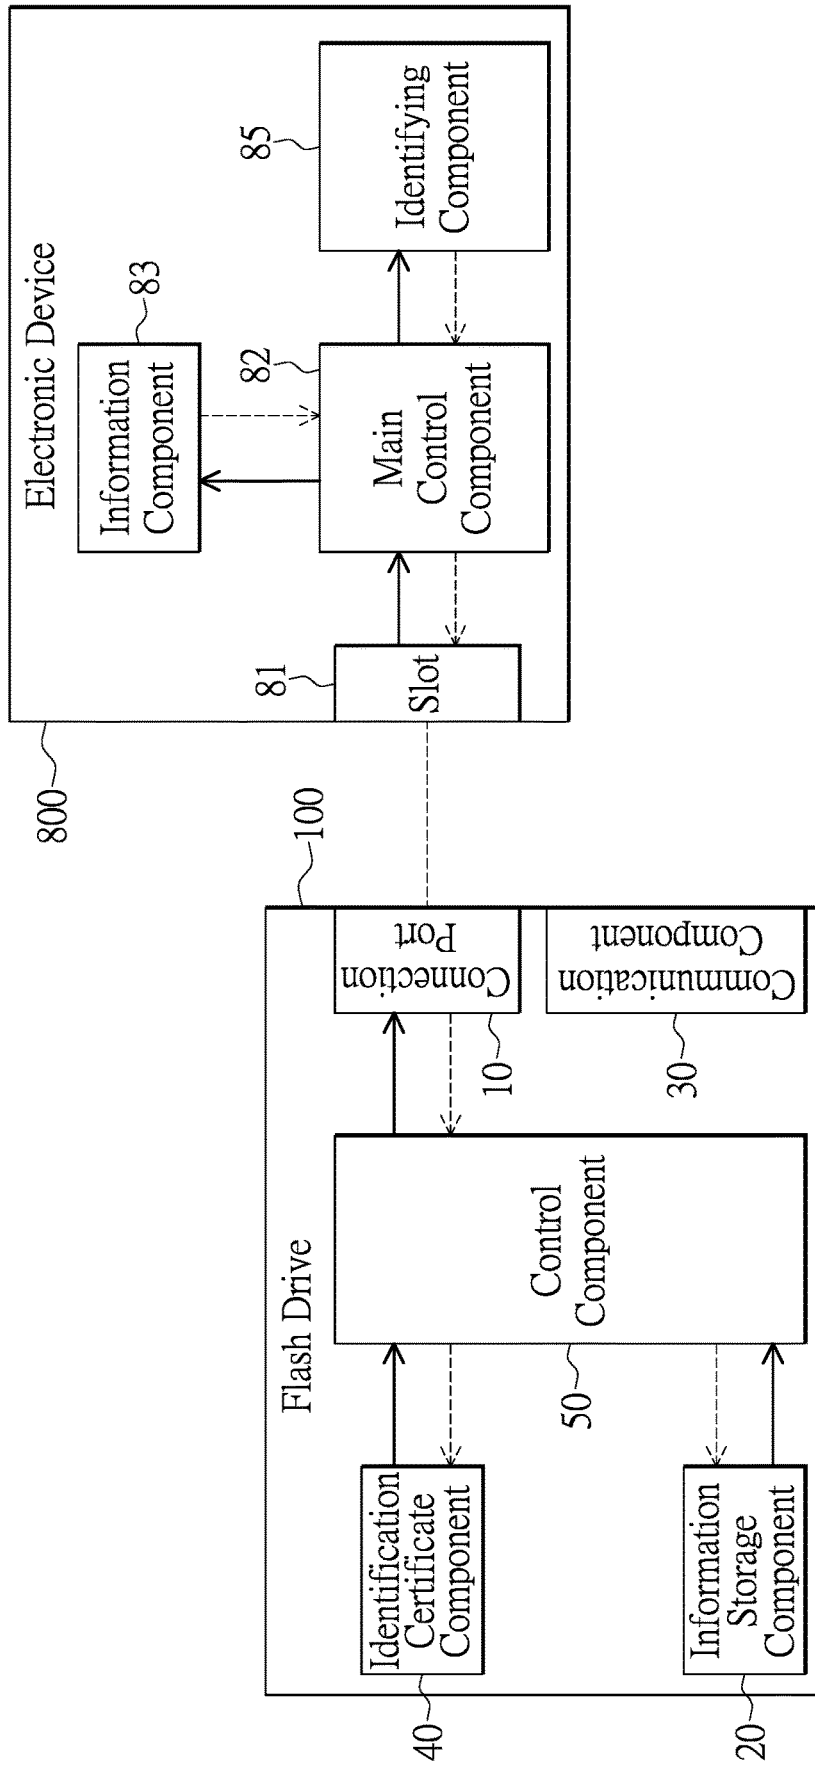 Electronic Device
Information
Component
83
Identifying
Component
85
Main
Control
Component
82
Slot
81
800
100
Flash Drive
Connection
Port
10
Communication
Component
30
Control
Component
50
Identification
Certificate
Component
40
Information
Storage
Component
20